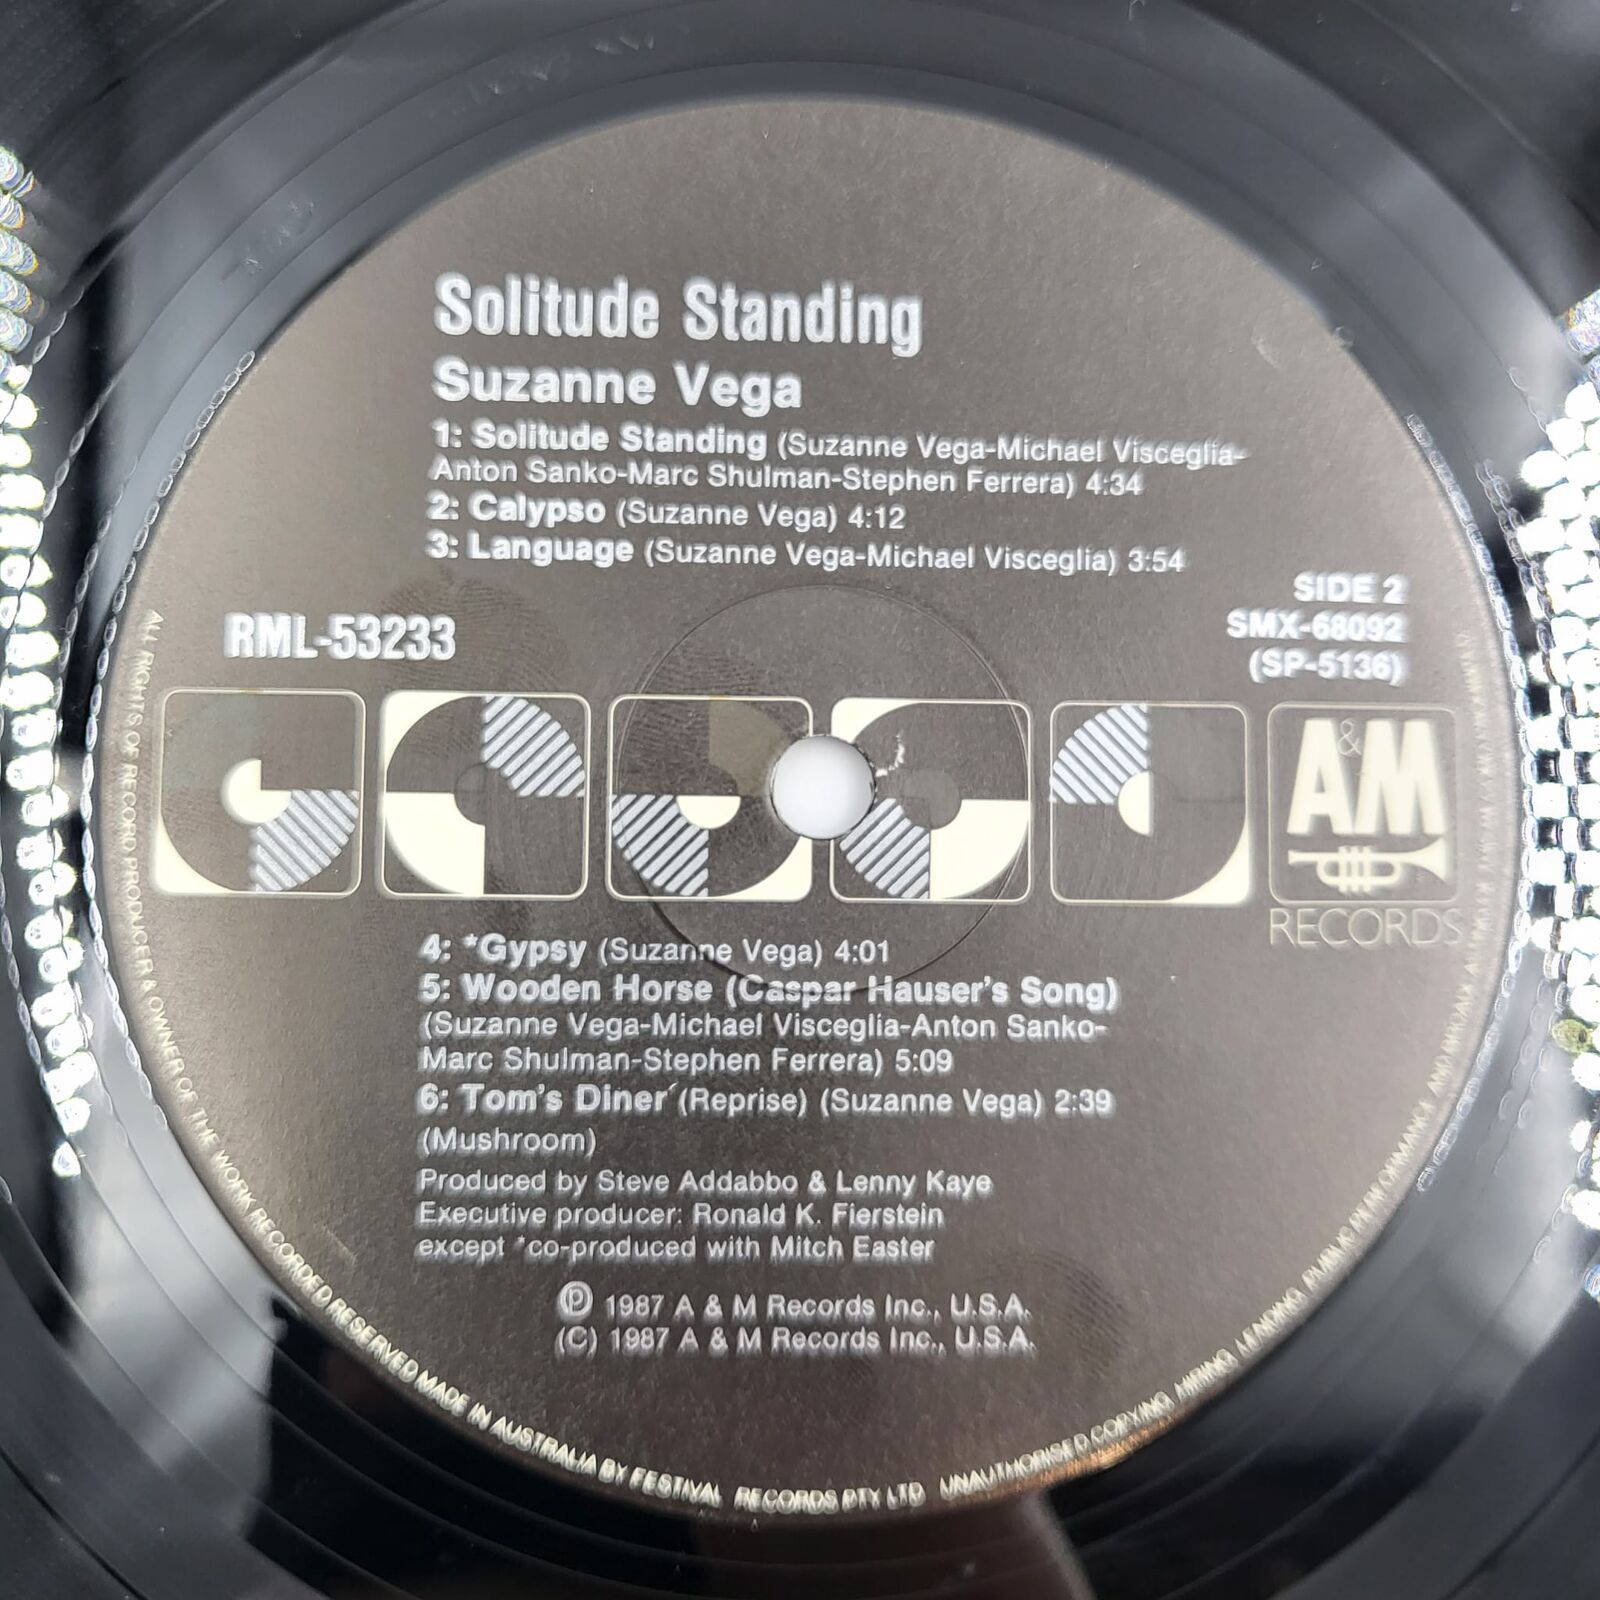 Solitude Standing
Suzanne Vega
1: Solitude Standing (Suzanne Vega-Michael Visceglia-
Anton Sanko-Marc Shulman-Stephen Ferrera) 4:34
2: Calypso (Suzanne Vega) 4:12
3: Language (Suzanne Vega-Michael Visceglia) 3:54
SIDE 2
RML-53233
SMX-68092
(SP-5136)
A&M
RECORDS
4: *Gypsy (Suzanne Vega) 4:01
5: Wooden Horse (Caspar Hauser's Song)
(Suzanne Vega-Michael Visceglia-Anton Sanko-
Marc Shulman-Stephen Ferrera) 5:09
6: Tom's Diner (Reprise) (Suzanne Vega) 2:39
(Mushroom)
Produced by Steve Addabbo & Lenny Kaye
Executive producer: Ronald K. Fierstein
except *co-produced with Mitch Easter
℗ 1987 A & M Records Inc., U.S.A.
(C) 1987 A & M Records Inc., U.S.A.
ALL RIGHTS OF RECORD PRODUCER & OWNER OF THE WORK RECORDED RESERVED MADE IN AUSTRALIA BY FESTIVAL RECORDS PTY LTD UNAUTHORISED COPYING, HIRING, LENDING, PUBLIC